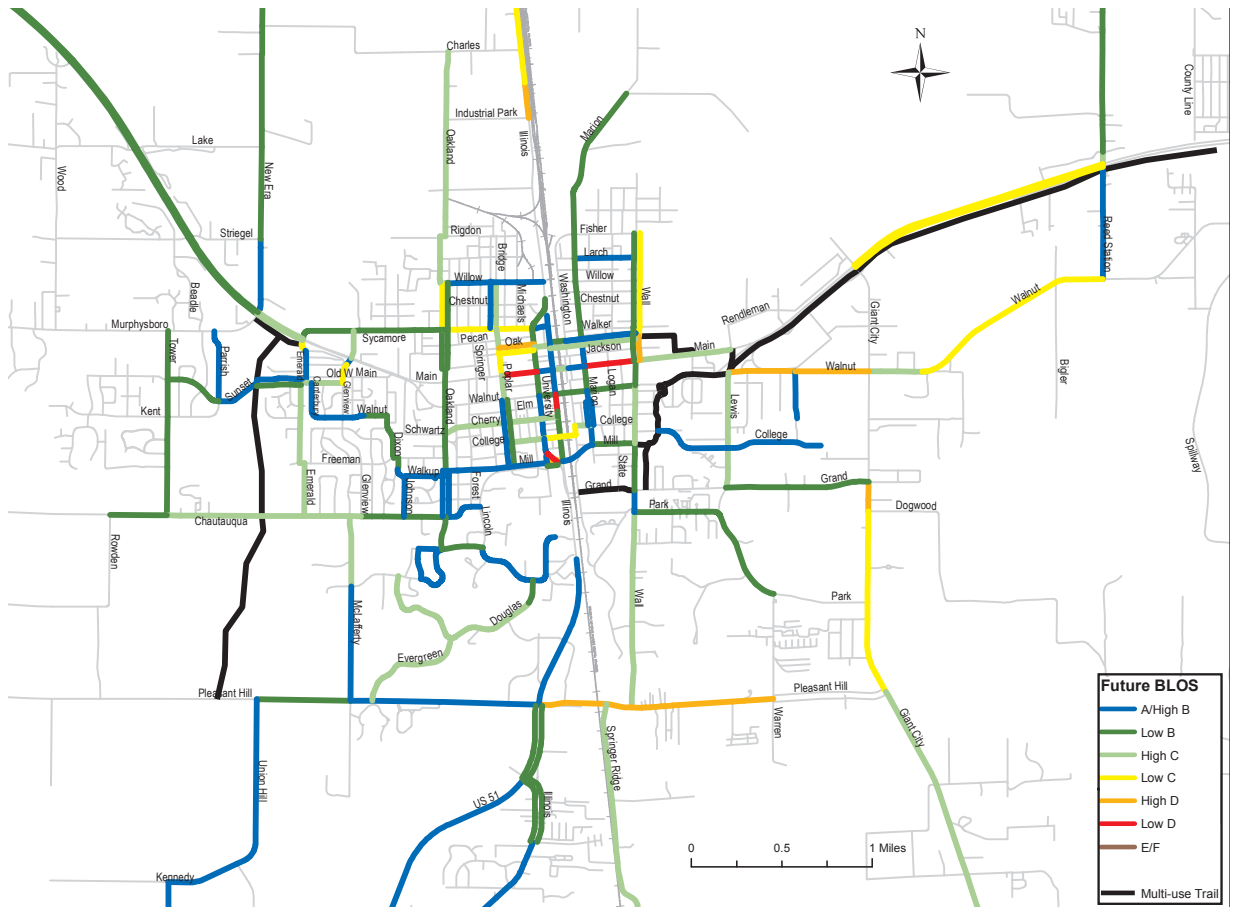 N
Charles
County Line
Industrial Park
Illinois
Marion
Oakland
Lake
Wood
New Era
Rigdon
Fisher
Striegel
Bridge
Larch
Reed Station
Willow
Willow
Washington
Beadle
Chestnut
Michaels
Chestnut
Wall
Walnut
Rendleman
Murphysboro
Walker
Giant City
Sycamore
Pecan
Oak
Jackson
Main
Tower
Parrish
Emerald
Springer
Old W Main
Main
Walnut
Bigler
Sunset
Canterbury
Glenview
Poplar
University
Marion
Logan
Kent
Walnut
Oakland
Walnut
Elm
Lewis
Schwartz
Cherry
College
College
Dixon
College
Mill
Spillway
Freeman
Mill
State
Walkup
Emerald
Glenview
Johnson
Forest
Grand
Grand
Illinois
Lincoln
Park
Dogwood
Chautauqua
Rowden
McLafferty
Douglas
Wall
Park
Evergreen
Pleasant Hill
Pleasant Hill
Warren
Giant City
Springer Ridge
Union Hill
US 51
Illinois
Kennedy
0
0.5
1 Miles
Future BLOS
A/High B
Low B
High C
Low C
High D
Low D
E/F
Multi-use Trail